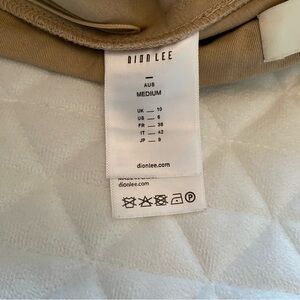 DION LEE
AUS
MEDIUM
UK — 10
US — 6
FR — 38
IT — 42
JP — 9
dionlee.com
dionlee.com
P